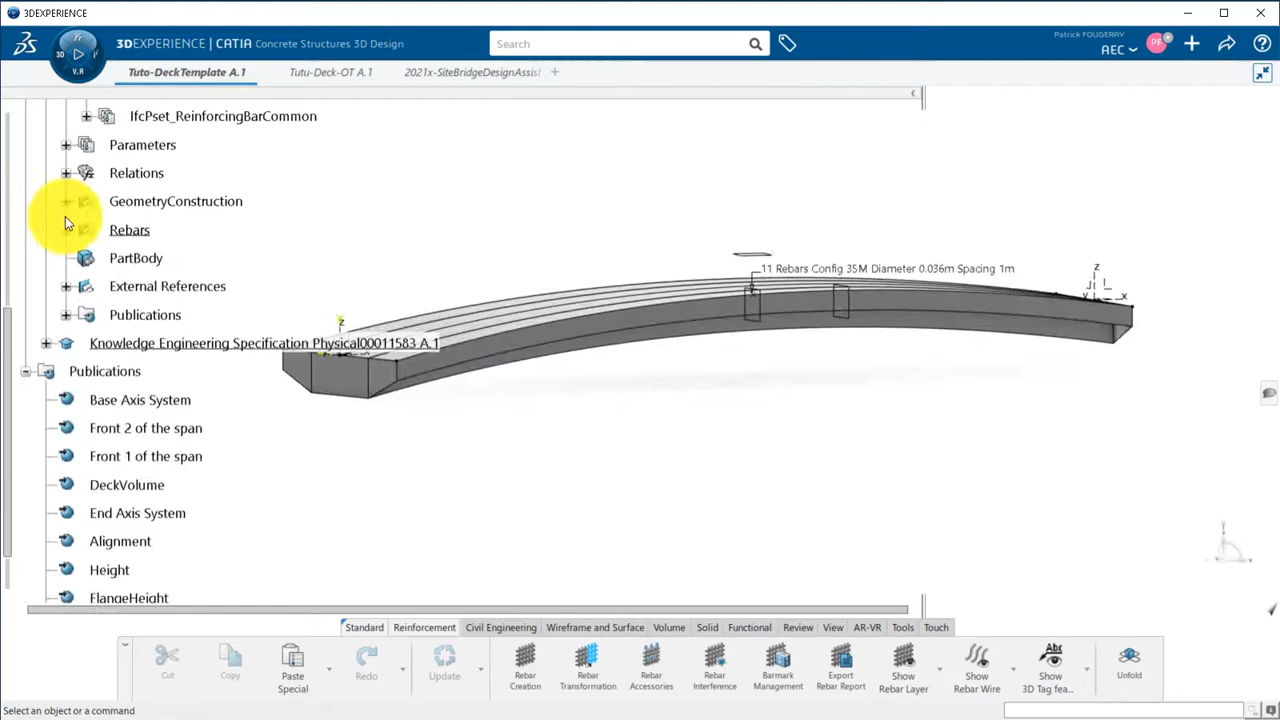 3DEXPERIENCE
3DEXPERIENCE | CATIA Concrete Structures 3D Design
Search
Patrick FOUGERAY
AEC
PF
3D
V.R
Tuto-DeckTemplate A.1
Tutu-Deck-OT A.1
2021x-SiteBridgeDesignAssist
IfcPset_ReinforcingBarCommon
Parameters
Relations
GeometryConstruction
Rebars
PartBody
External References
Publications
Knowledge Engineering Specification Physical00011583 A.1
Publications
Base Axis System
Front 2 of the span
Front 1 of the span
DeckVolume
End Axis System
Alignment
Height
FlangeHeight
11 Rebars Config 35M Diameter 0.036m Spacing 1m
z
x
z
Standard
Reinforcement
Civil Engineering
Wireframe and Surface
Volume
Solid
Functional
Review
View
AR-VR
Tools
Touch
Cut
Copy
Paste Special
Redo
Update
Rebar Creation
Rebar Transformation
Rebar Accessories
Rebar Interference
Barmark Management
Export Rebar Report
Show Rebar Layer
Show Rebar Wire
Abc
Show 3D Tag fea...
Unfold
Select an object or a command